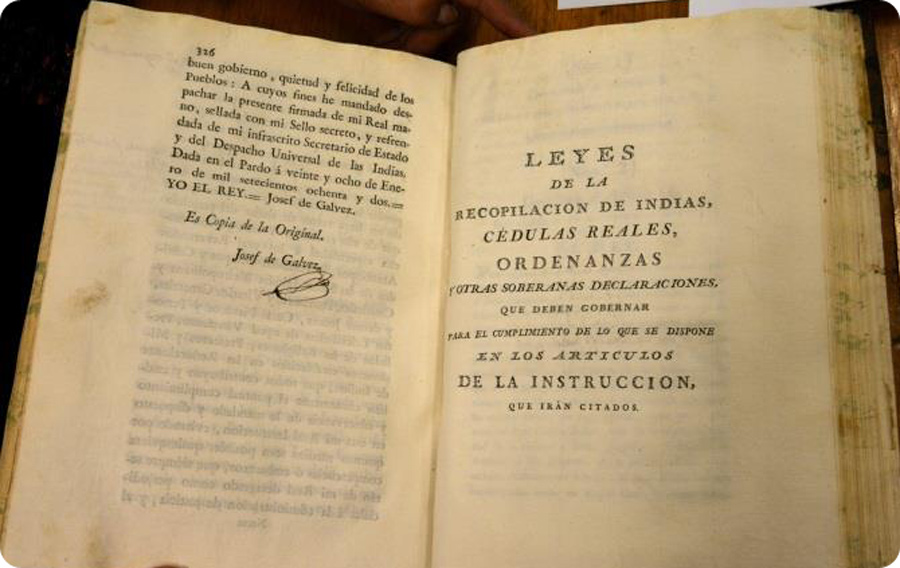 326
buen gobierno, quietud y felicidad de los
Pueblos: A cuyos fines he mandado des-
pachar la presente firmada de mi Real ma-
no, sellada con mi Sello secreto, y refren-
dada de mi infrascrito Secretario de Estado
y del Despacho Universal de las Indias.
Dada en el Pardo á veinte y ocho de Ene-
ro de mil setecientos ochenta y dos.=
YO EL REY.= Josef de Galvez.
Es Copia de la Original.
Josef de Galvez
LEYES
DE LA
RECOPILACION DE INDIAS,
CÉDULAS REALES,
ORDENANZAS
Y OTRAS SOBERANAS DECLARACIONES,
QUE DEBEN GOBERNAR
PARA EL CUMPLIMIENTO DE LO QUE SE DISPONE
EN LOS ARTICULOS
DE LA INSTRUCCION,
QUE IRÁN CITADOS.